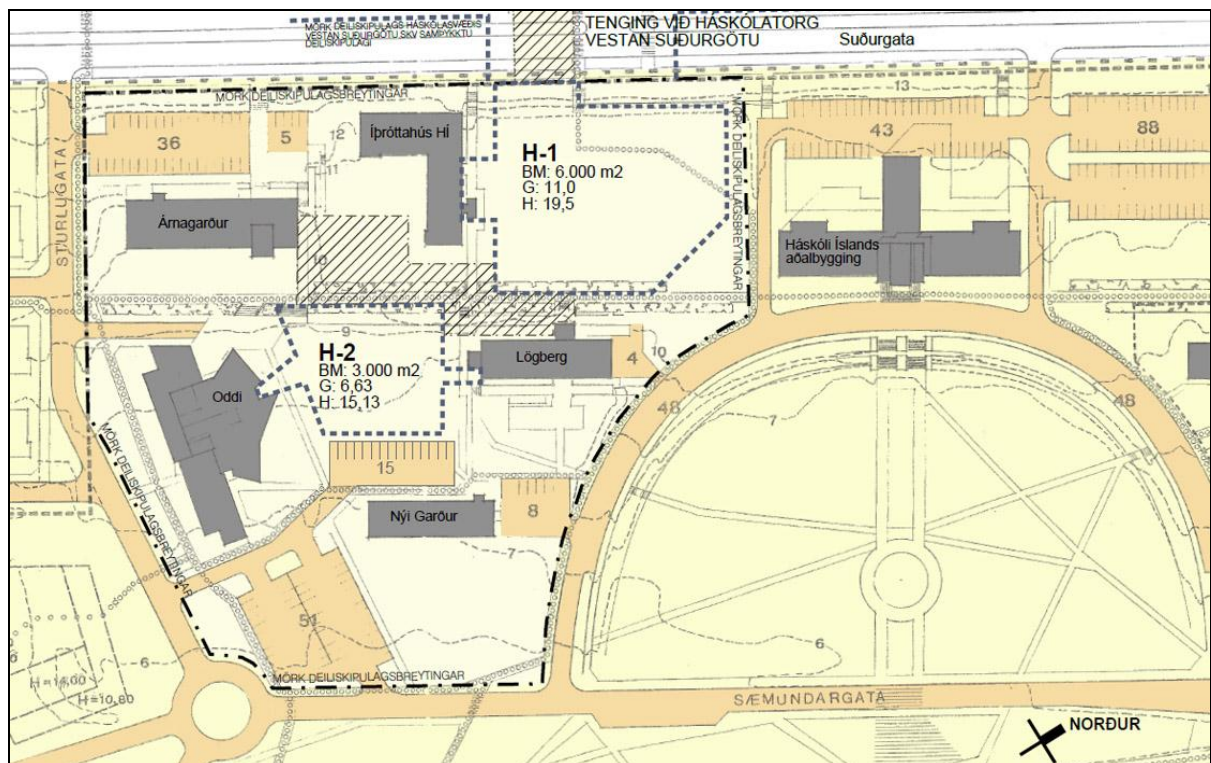 MÖRK DEILISKIPULAGS HÁSKÓLASVÆÐIS
VESTAN SUÐURGÖTU SKV SAMÞYKKTU
DEILISKIPULAGI
TENGING VIÐ HÁSKÓLATORG
VESTAN SUÐURGÖTU
Suðurgata
MÖRK DEILISKIPULAGSBREYTINGAR
13
36
5
12
11
Íþróttahús HÍ
H-1
BM: 6.000 m2
G: 11,0
H: 19,5
MÖRK DEILISKIPULAGSBREYTINGAR
43
88
STURLUGATA
Árnagarður
Háskóli Íslands
aðalbygging
10
9
H-2
BM: 3.000 m2
G: 6,63
H: 15,13
Lögberg
4
10
Oddi
48
7
48
15
MÖRK DEILISKIPULAGSBREYTINGAR
Nýi Garður
8
7
51
6
6
H=14,00
H=10,80
MÖRK DEILISKIPULAGSBREYTINGAR
SÆMUNDARGATA
NORÐUR